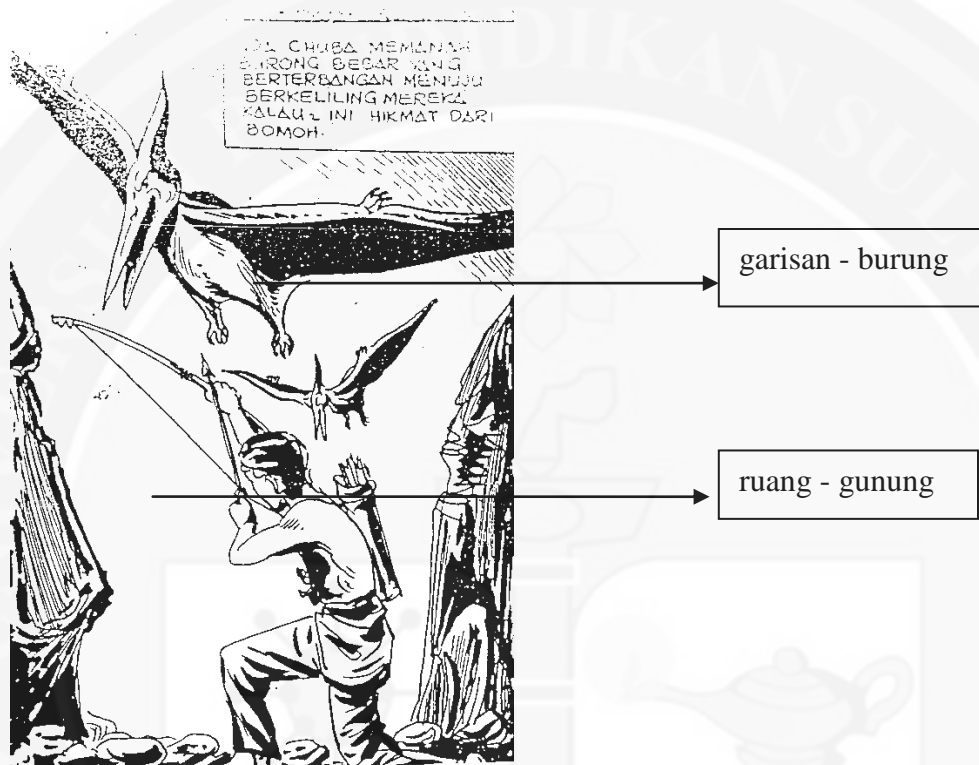 CHUBA MEMANAH
BURONG BESAR YANG
BERTERBANGAN MENUJU
BERKELILING MEREKA
KALAU2 INI HIKMAT DARI
BOMOH.
garisan - burung
ruang - gunung